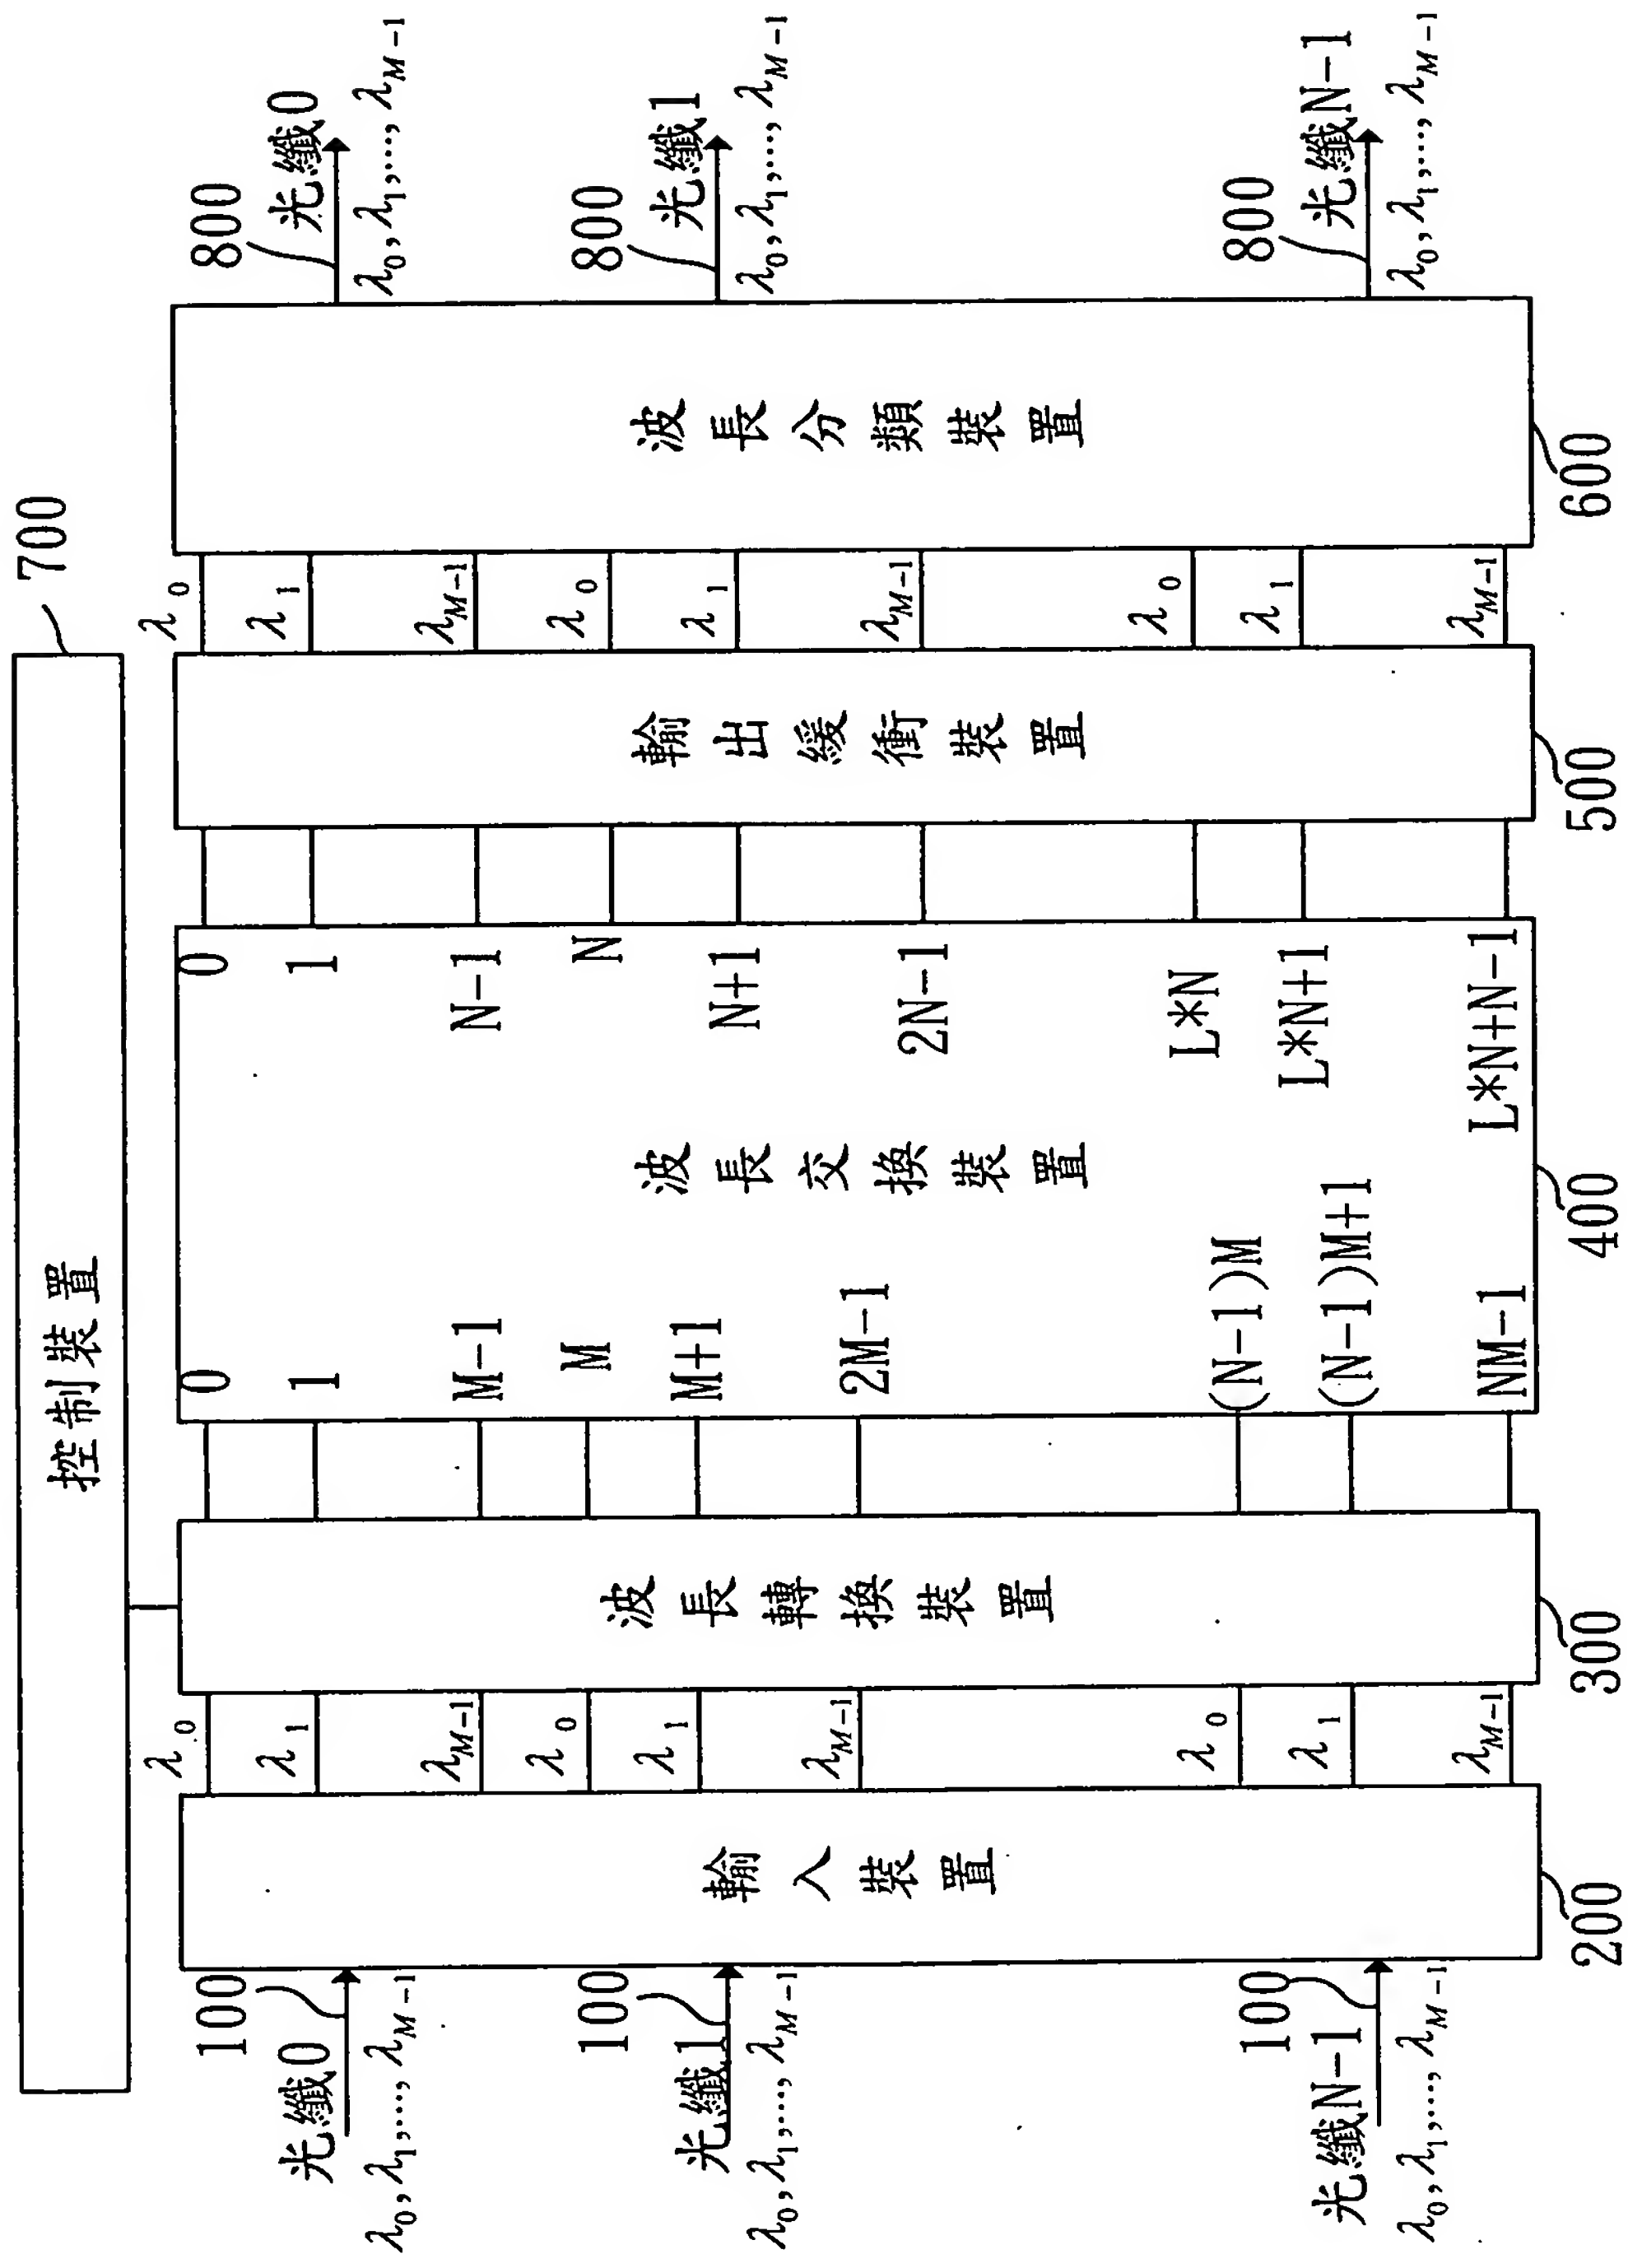 控制裝置
700
100
光纖0
λ0,λ1,...,λM-1
100
光纖1
λ0,λ1,...,λM-1
100
光纖N-1
λ0,λ1,...,λM-1
輸入裝置
200
λ0
λ1
λM-1
λ0
λ1
λM-1
λ0
λ1
λM-1
波長轉換裝置
300
0
1
M-1
M
M+1
2M-1
(N-1)M
(N-1)M+1
NM-1
波長交換裝置
400
0
1
N-1
N
N+1
2N-1
L*N
L*N+1
L*N+N-1
輸出緩衝裝置
500
λ0
λ1
λM-1
λ0
λ1
λM-1
λ0
λ1
λM-1
波長分類裝置
600
800
光纖0
λ0,λ1,...,λM-1
800
光纖1
λ0,λ1,...,λM-1
800
光纖N-1
λ0,λ1,...,λM-1